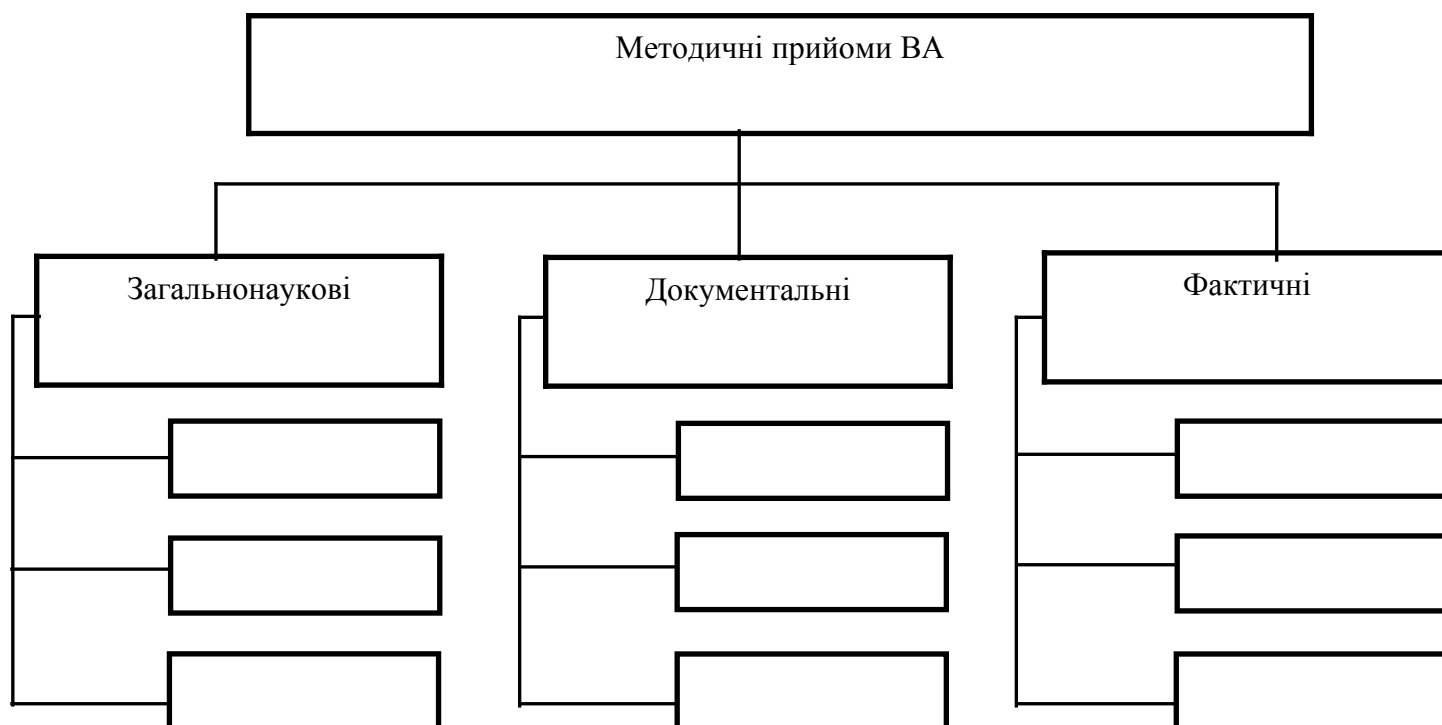 Методичні прийоми ВА
Загальнонаукові
Документальні
Фактичні